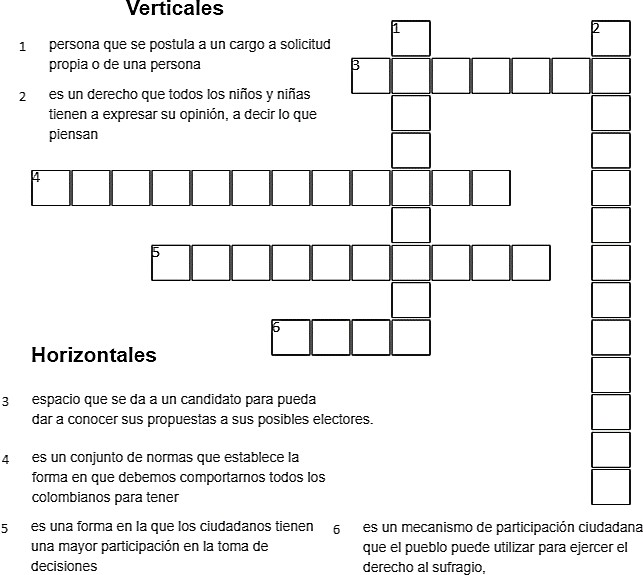 Verticales
1 persona que se postula a un cargo a solicitud
propia o de una persona
2 es un derecho que todos los niños y niñas
tienen a expresar su opinión, a decir lo que
piensan
1
2
3
4
5
6
Horizontales
3 espacio que se da a un candidato para pueda
dar a conocer sus propuestas a sus posibles electores.
4 es un conjunto de normas que establece la
forma en que debemos comportarnos todos los
colombianos para tener
5 es una forma en la que los ciudadanos tienen
una mayor participación en la toma de
decisiones
6 es un mecanismo de participación ciudadana
que el pueblo puede utilizar para ejercer el
derecho al sufragio,